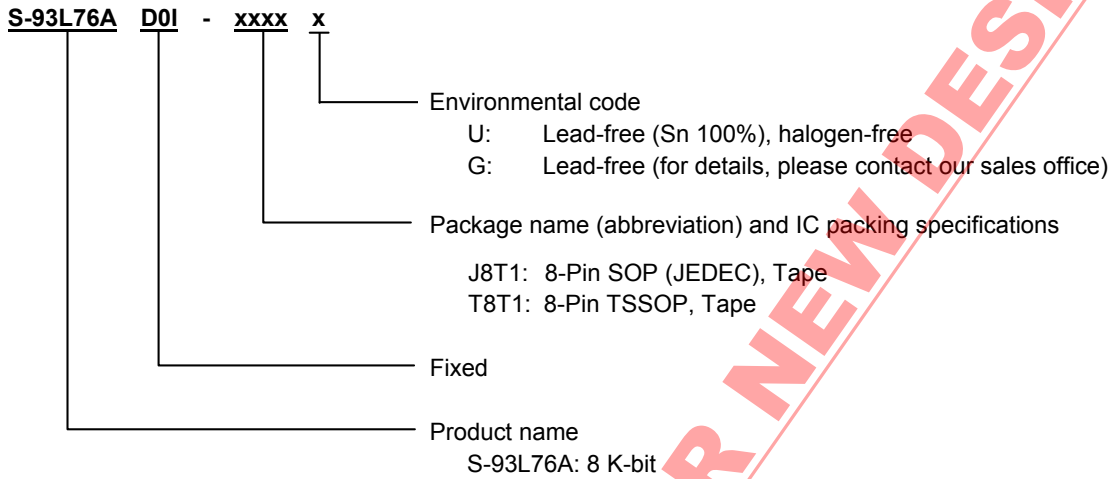 S-93L76A D0I - xxxx x
Environmental code
U: Lead-free (Sn 100%), halogen-free
G: Lead-free (for details, please contact our sales office)
Package name (abbreviation) and IC packing specifications
J8T1: 8-Pin SOP (JEDEC), Tape
T8T1: 8-Pin TSSOP, Tape
Fixed
Product name
S-93L76A: 8 K-bit
R NEW DES